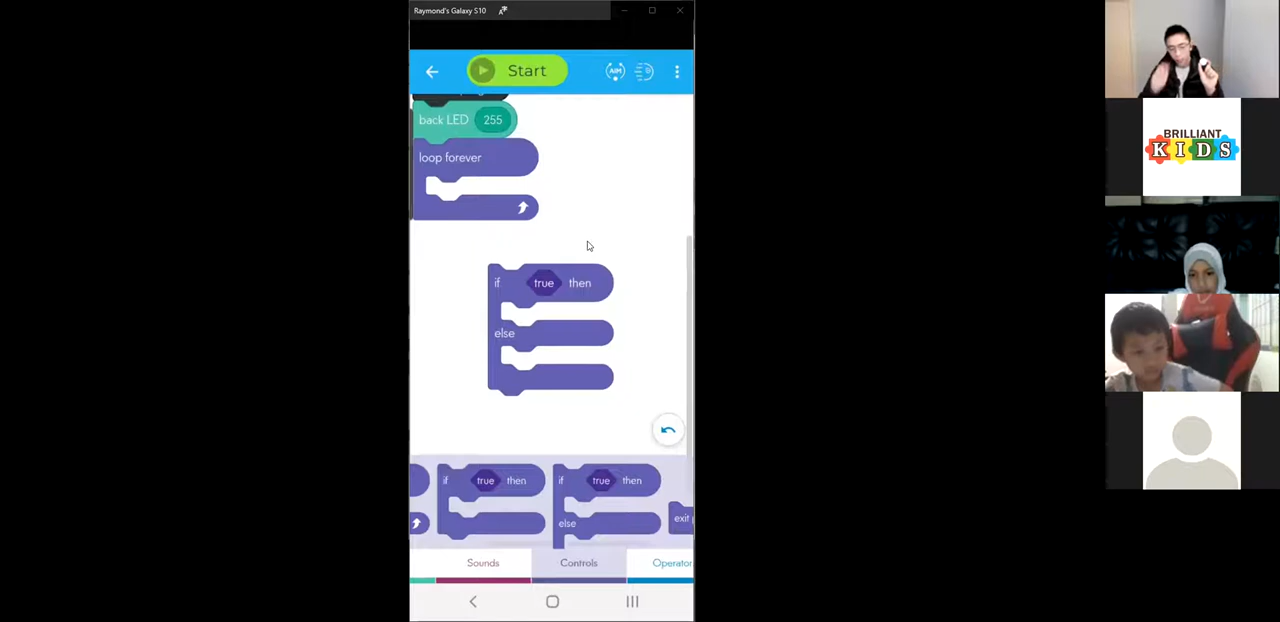 Raymond's Galaxy S10
Start
AIM
back LED 255
loop forever
if true then
else
if true then
if true then
else
exit
Sounds
Controls
Operator
BRILLIANT
KIDS